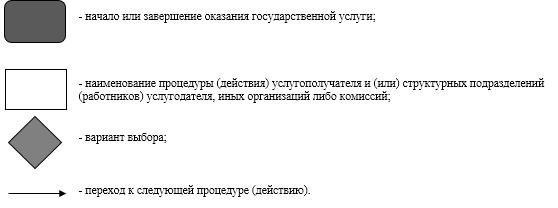 - начало или завершение оказания государственной услуги;
- наименование процедуры (действия) услугополучателя и (или) структурных подразделений
(работников) услугодателя, иных организаций либо комиссий;
- вариант выбора;
- переход к следующей процедуре (действию).